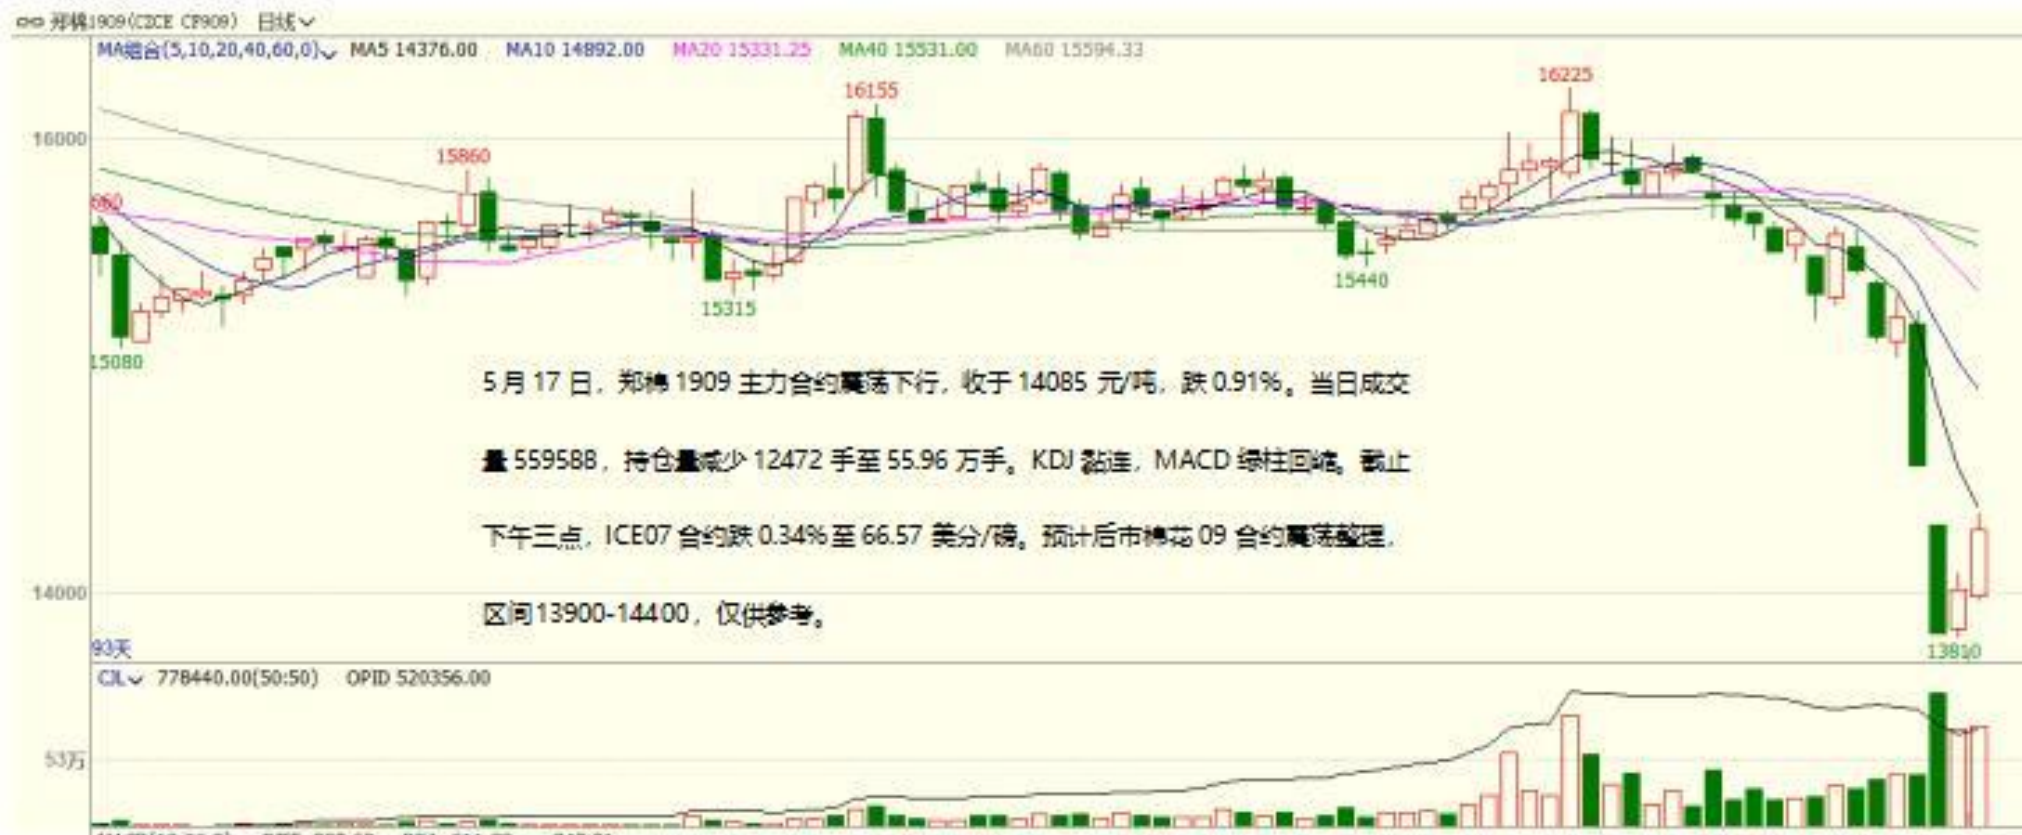 郑棉1909(CZCE CF909) 日线
MA组合(5,10,20,40,60,0) MA5 14376.00 MA10 14892.00 MA20 15331.25 MA40 15531.00 MA60 15594.33
16225
16155
16000
15860
660
15440
15315
15080
5月17日，郑棉1909主力合约震荡下行，收于14085元/吨，跌0.91%。当日成交
量559588，持仓量减少12472手至55.96万手。KDJ黏连，MACD绿柱回缩。截止
下午三点，ICE07合约跌0.34%至66.57美分/磅。预计后市棉花09合约震荡整理，
14000
区间13900-14400，仅供参考。
93天
13810
CJL 778440.00(50:50) OPID 520356.00
53万